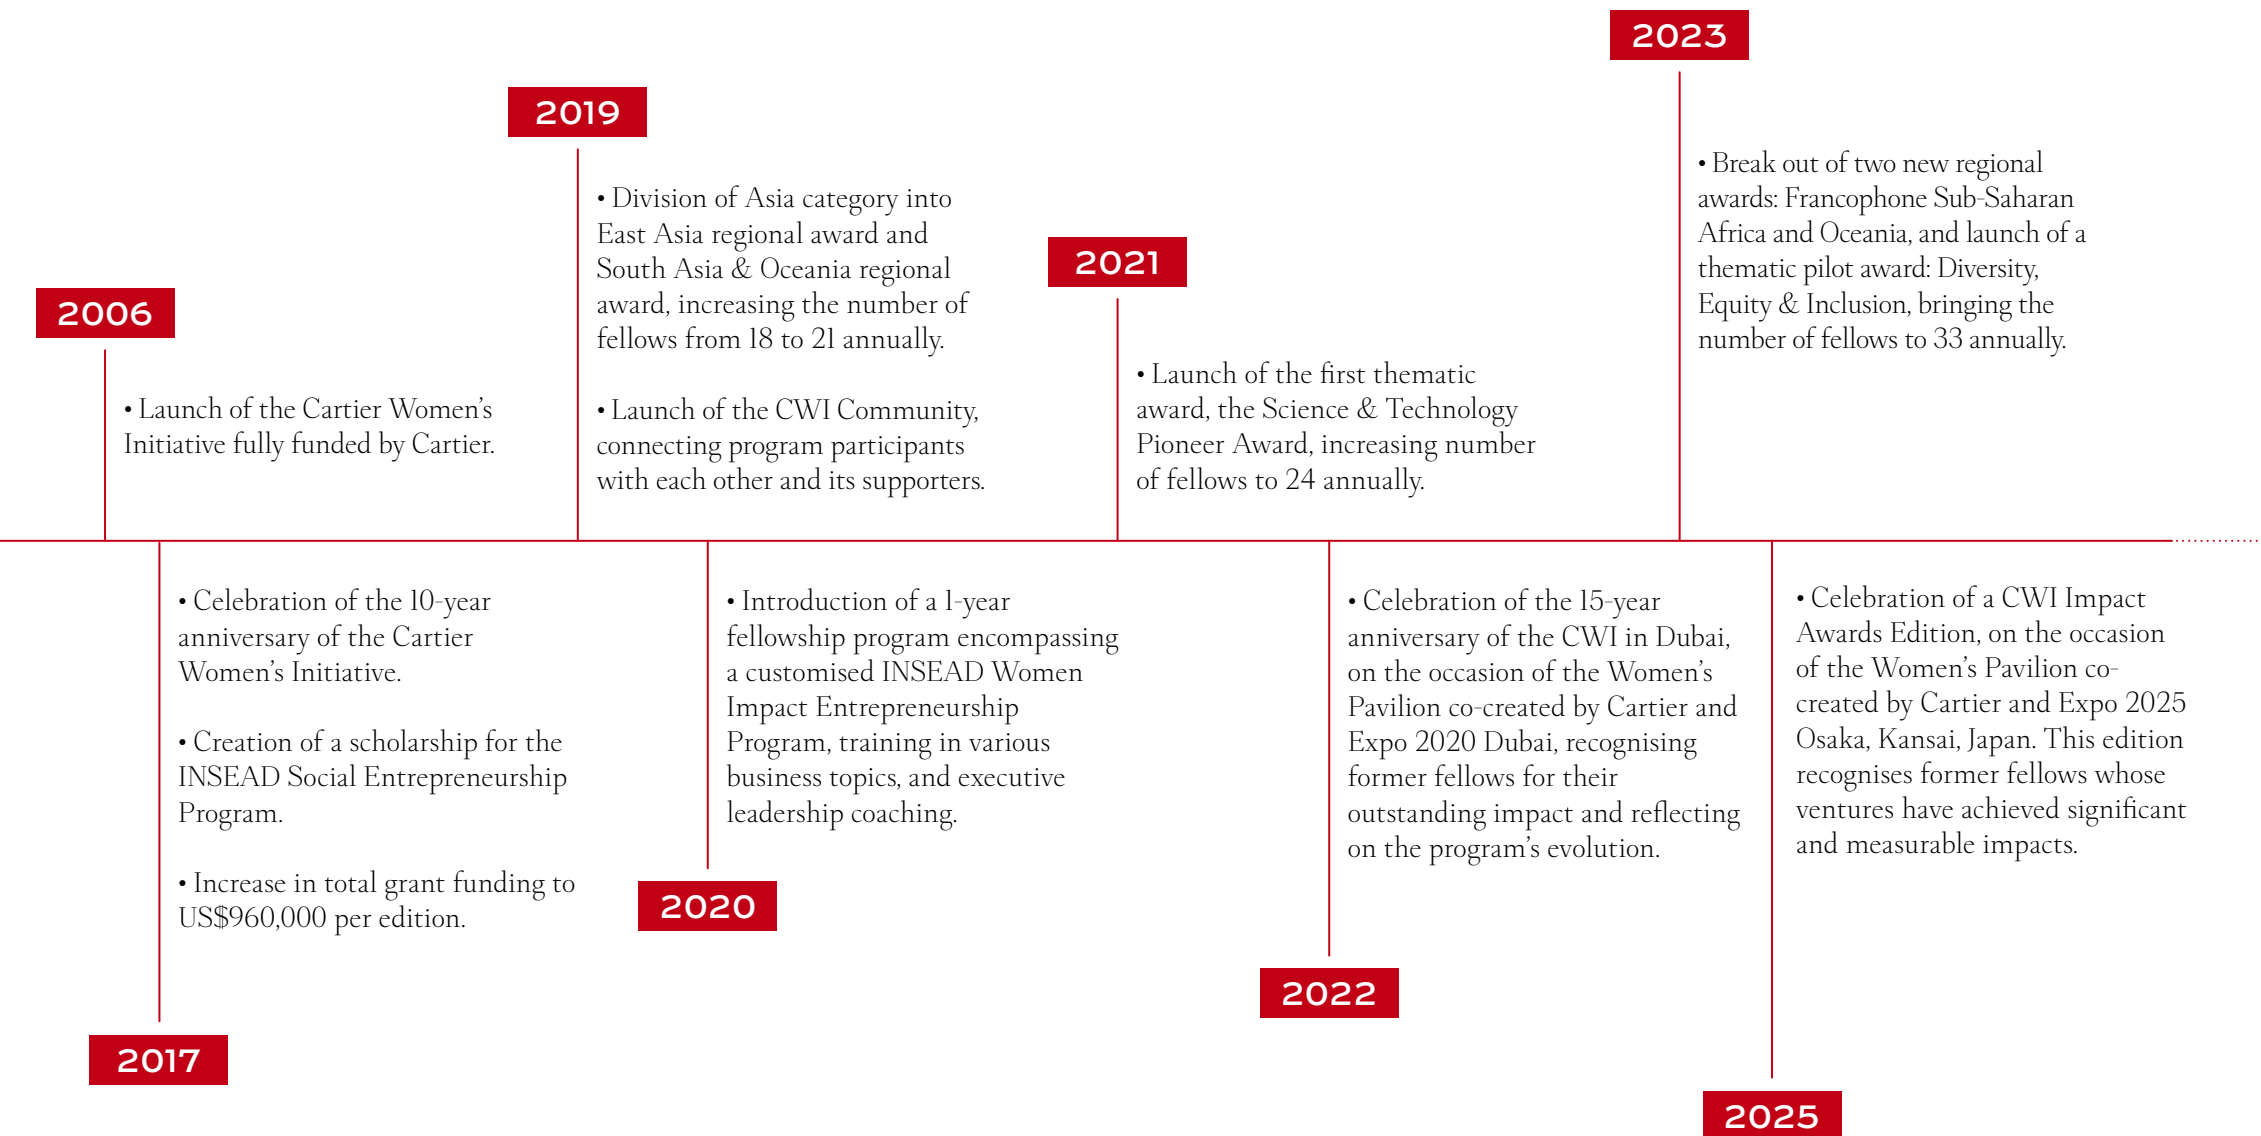 2006
• Launch of the Cartier Women’s
Initiative fully funded by Cartier.
2017
• Celebration of the 10-year
anniversary of the Cartier
Women’s Initiative.
• Creation of a scholarship for the
INSEAD Social Entrepreneurship
Program.
• Increase in total grant funding to
US$960,000 per edition.
2019
• Division of Asia category into
East Asia regional award and
South Asia & Oceania regional
award, increasing the number of
fellows from 18 to 21 annually.
• Launch of the CWI Community,
connecting program participants
with each other and its supporters.
2020
• Introduction of a 1-year
fellowship program encompassing
a customised INSEAD Women
Impact Entrepreneurship
Program, training in various
business topics, and executive
leadership coaching.
2021
• Launch of the first thematic
award, the Science & Technology
Pioneer Award, increasing number
of fellows to 24 annually.
2022
• Celebration of the 15-year
anniversary of the CWI in Dubai,
on the occasion of the Women’s
Pavilion co-created by Cartier and
Expo 2020 Dubai, recognising
former fellows for their
outstanding impact and reflecting
on the program’s evolution.
2023
• Break out of two new regional
awards: Francophone Sub-Saharan
Africa and Oceania, and launch of a
thematic pilot award: Diversity,
Equity & Inclusion, bringing the
number of fellows to 33 annually.
2025
• Celebration of a CWI Impact
Awards Edition, on the occasion
of the Women’s Pavilion co-
created by Cartier and Expo 2025
Osaka, Kansai, Japan. This edition
recognises former fellows whose
ventures have achieved significant
and measurable impacts.